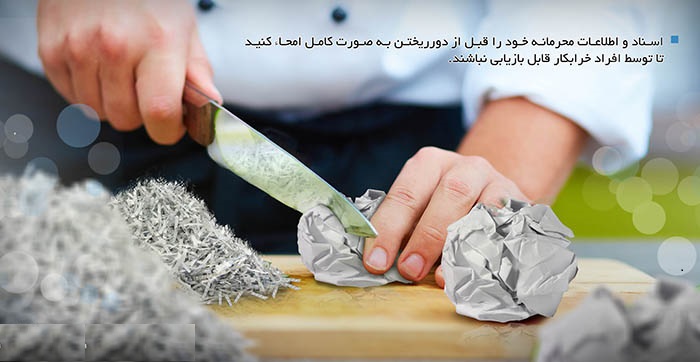 اسناد و اطلاعات محرمانه خود را قبل از دورریختن به صورت کامل امحاء کنید
تا توسط افراد خرابکار قابل بازیابی نباشند.